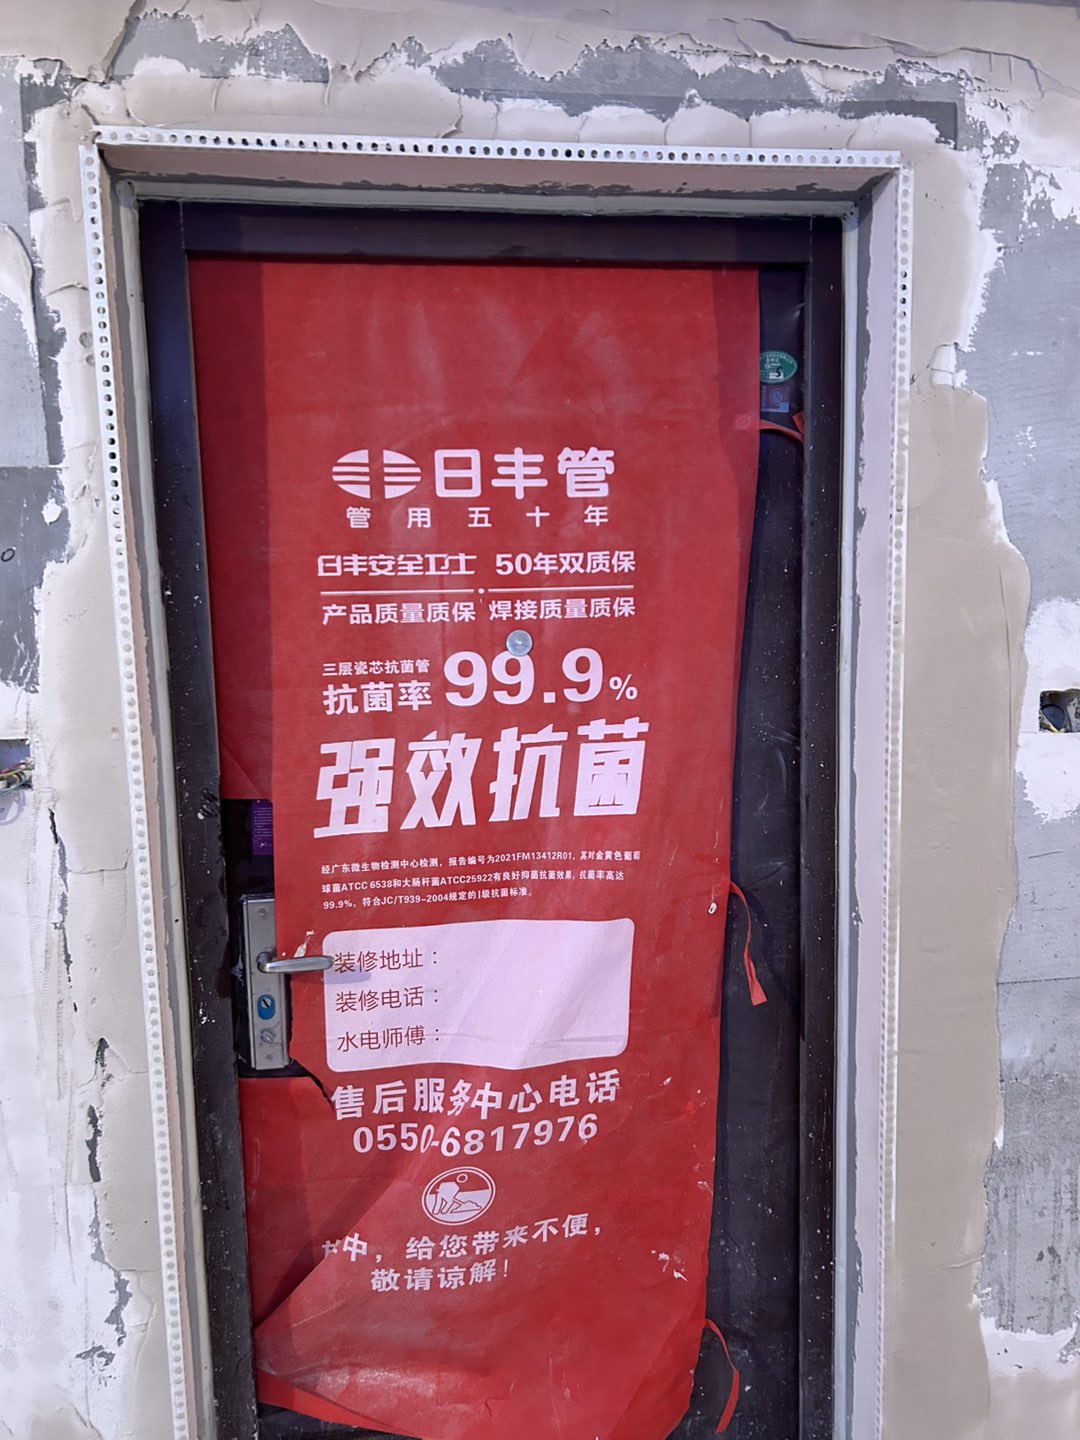 日丰管
管用五十年
日丰安全卫士 50年双质保
产品质量质保 焊接质量质保
三层瓷芯抗菌管
抗菌率 99.9%
强效抗菌
经广东微生物检测中心检测，报告编号为2021FM13412R01，其对金黄色葡萄
球菌ATCC 6538和大肠杆菌ATCC25922有良好抑菌抗菌效果，抗菌率高达
99.9%，符合JC/T939-2004规定的I级抗菌标准。
装修地址：
装修电话：
水电师傅：
售后服务中心电话
0550-6817976
中，给您带来不便，
敬请谅解！